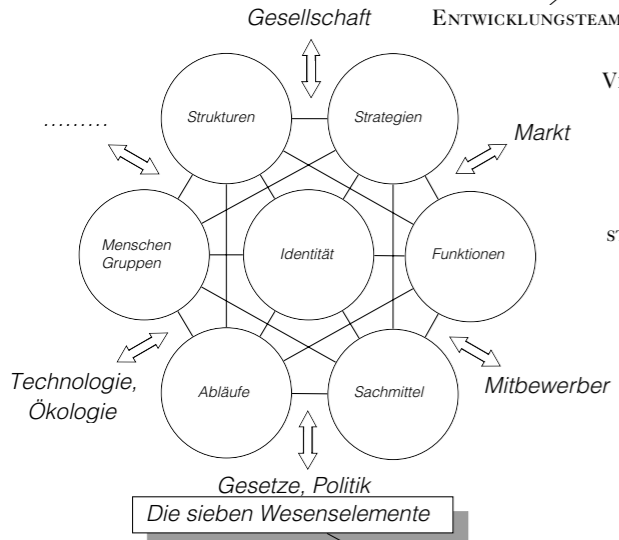 Gesellschaft
ENTWICKLUNGSTEAM
Strukturen
Strategien
.........
Markt
Menschen
Gruppen
Identität
Funktionen
Technologie,
Ökologie
Abläufe
Sachmittel
Mitbewerber
Gesetze, Politik
Die sieben Wesenselemente